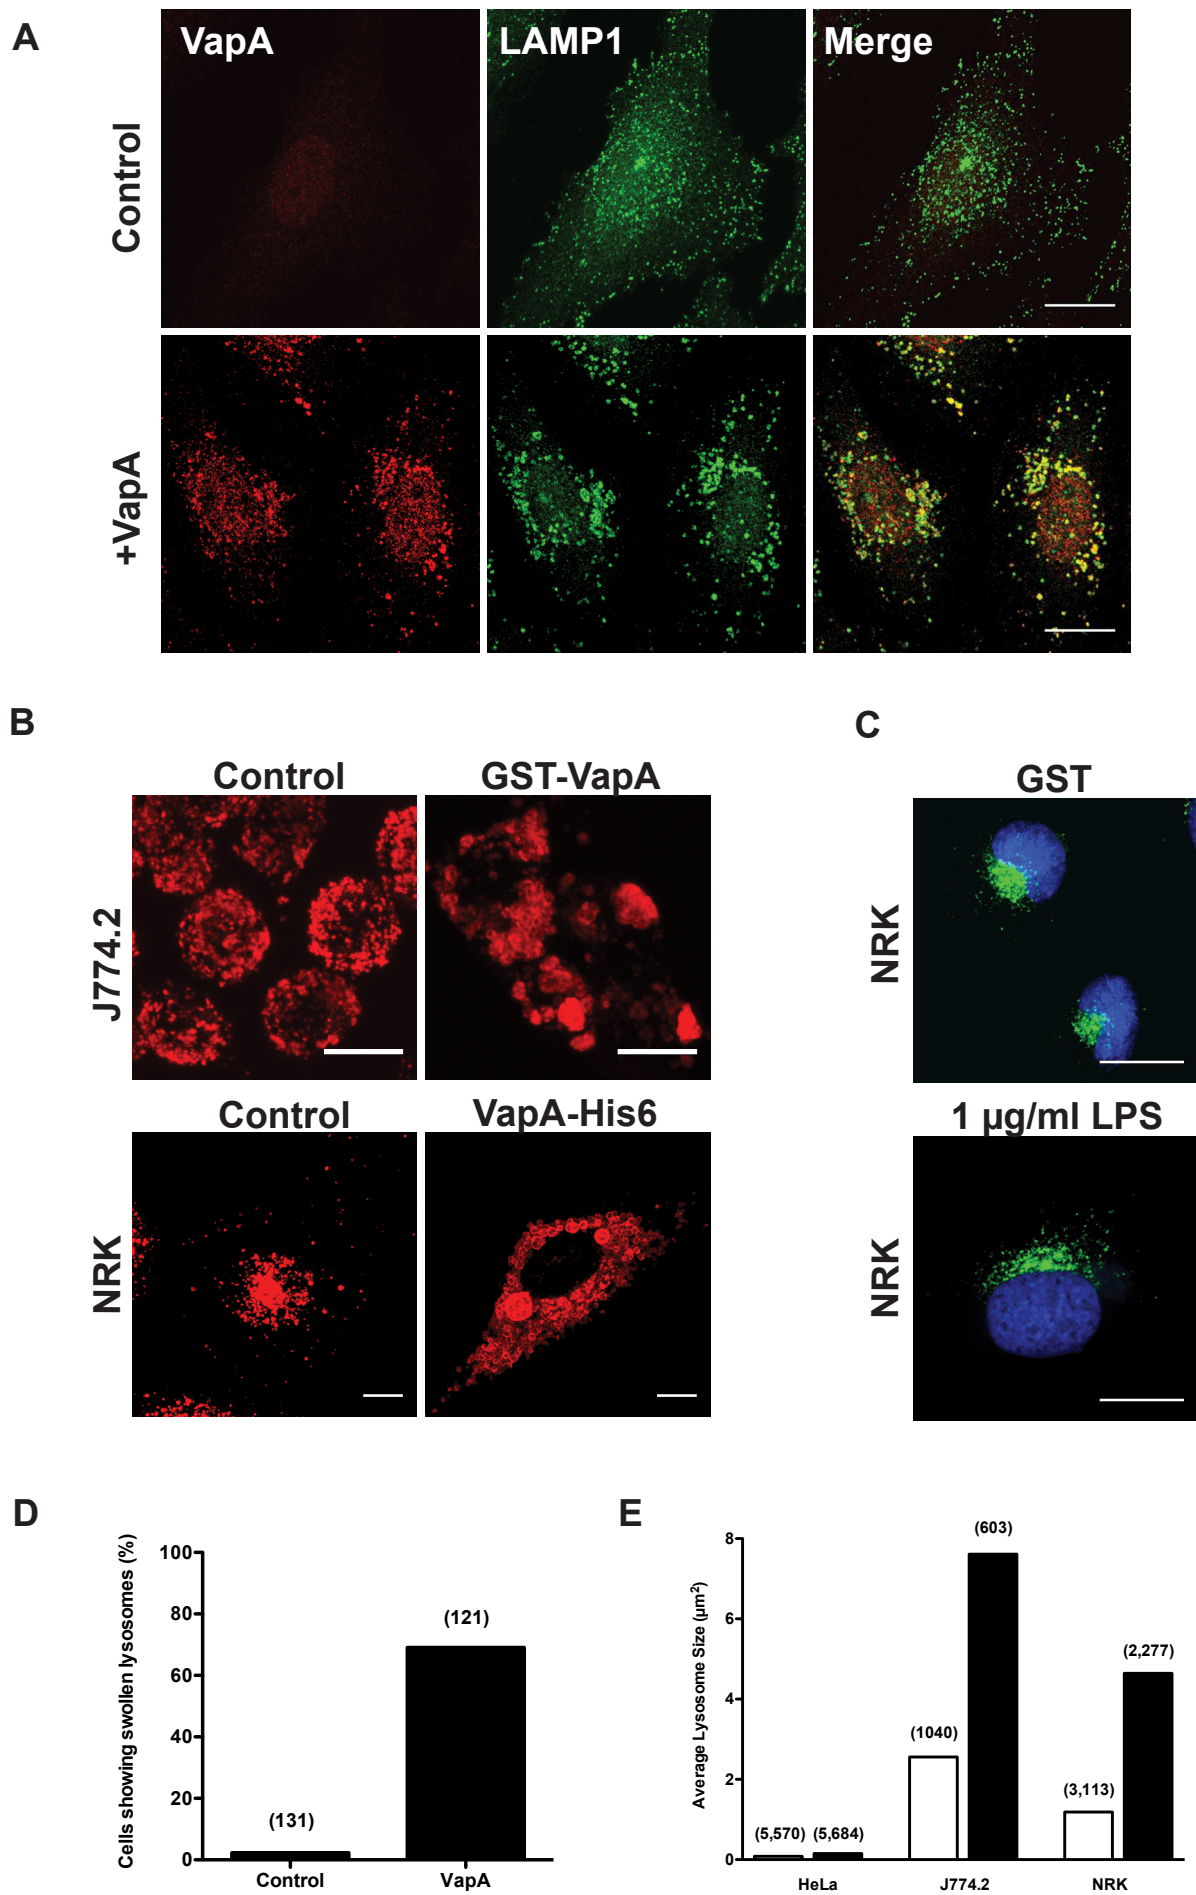 A
VapA
LAMP1
Merge
Control
+VapA
B
C
Control
GST-VapA
GST
J774.2
NRK
Control
VapA-His6
1 µg/ml LPS
NRK
NRK
D
E
Cells showing swollen lysosomes (%)
100
80
60
40
20
0
(131)
(121)
Control
VapA
Average Lysosome Size (µm²)
8
6
4
2
0
(5,570)
(5,684)
(1040)
(603)
(3,113)
(2,277)
HeLa
J774.2
NRK